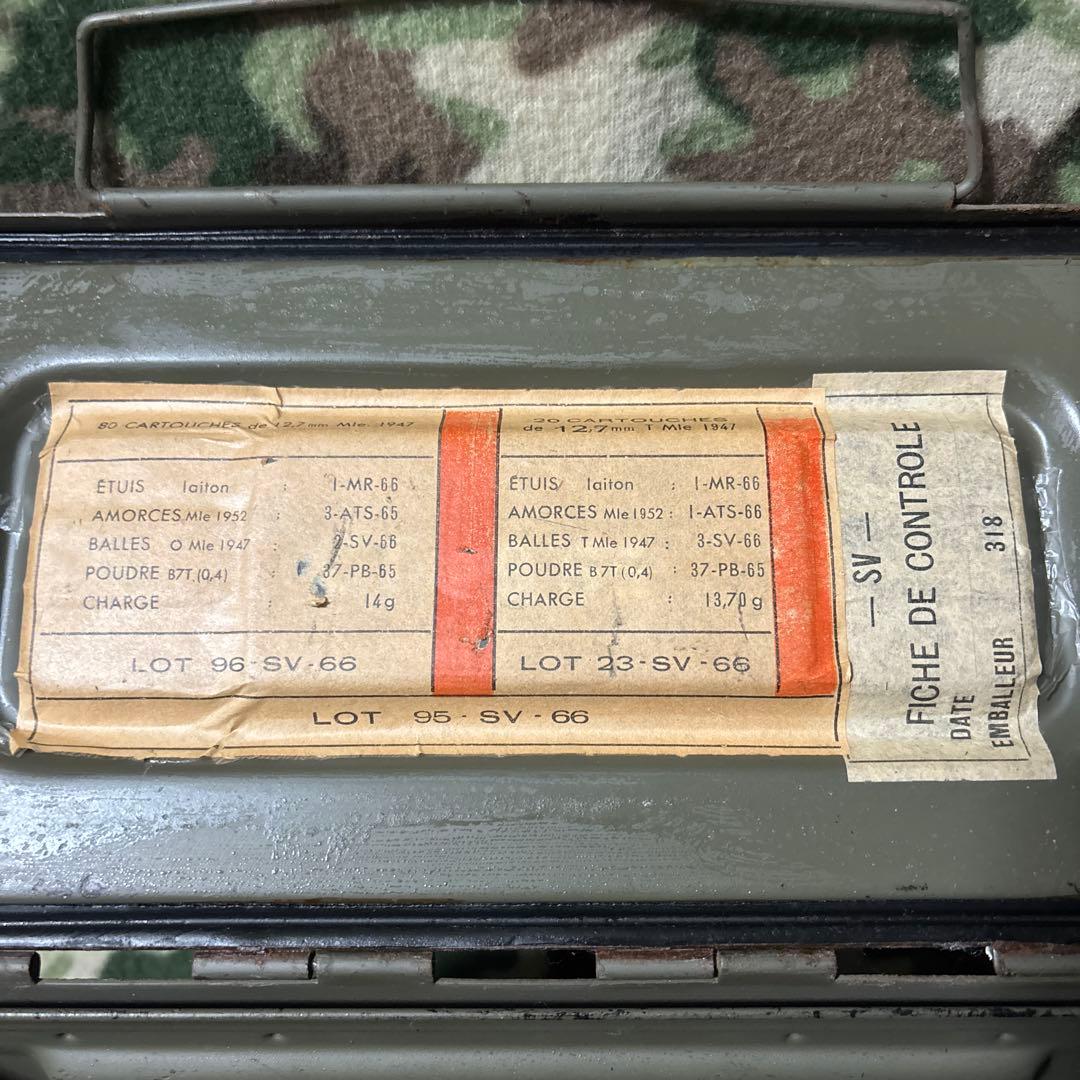 80 CARTOUCHES de 12,7 mm Mle. 1947
ÉTUIS laiton : 1-MR-66
AMORCES Mle 1952 : 3-ATS-65
BALLES O Mle 1947 : 2-SV-66
POUDRE B7T.(0,4) : 37-PB-65
CHARGE : 14g
LOT 96-SV-66
20 CARTOUCHES
de 12,7mm T Mle 1947
ÉTUIS laiton : 1-MR-66
AMORCES Mle 1952 : 1-ATS-66
BALLES T Mle 1947 : 3-SV-66
POUDRE B7T (0,4) : 37-PB-65
CHARGE : 13,70 g
LOT 23-SV-66
LOT 95-SV-66
— SV —
FICHE DE CONTROLE
DATE
EMBALLEUR 318